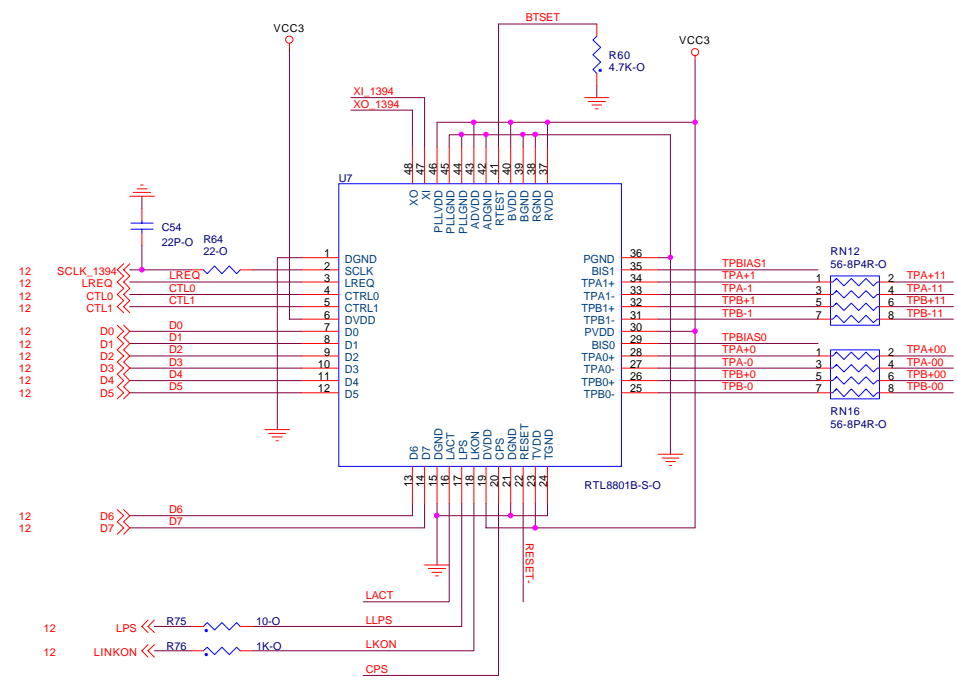 BTSET
VCC3
R60
4.7K-O
VCC3
XI_1394
XO_1394
48 47 46 45 44 43 42 41 40 39 38 37
U7
XO XI PLLVDD PLLGND PLLGND ADVDD ADGND RTEST BVDD BGND RGND RVDD
C54
22P-O
R64
22-O
12 SCLK_1394 2 SCLK
12 LREQ LREQ 3 LREQ
12 CTL0 CTL0 4 CTRL0
12 CTL1 CTL1 5 CTRL1
1 DGND
6 DVDD
12 D0 D0 7 D0
12 D1 D1 8 D1
12 D2 D2 9 D2
12 D3 D3 10 D3
12 D4 D4 11 D4
12 D5 D5 12 D5
PGND 36
BIS1 35 TPBIAS1
TPA1+ 34 TPA+1 1 2 TPA+11
TPA1- 33 TPA-1 3 4 TPA-11
TPB1+ 32 TPB+1 5 6 TPB+11
TPB1- 31 TPB-1 7 8 TPB-11
RN12
56-8P4R-O
PVDD 30
BIS0 29 TPBIAS0
TPA0+ 28 TPA+0 1 2 TPA+00
TPA0- 27 TPA-0 3 4 TPA-00
TPB0+ 26 TPB+0 5 6 TPB+00
TPB0- 25 TPB-0 7 8 TPB-00
RN16
56-8P4R-O
D6 D7 DGND LACT LPS LKON DVDD CPS DGND RESET TVDD TGND
13 14 15 16 17 18 19 20 21 22 23 24
RTL8801B-S-O
12 D6 D6
12 D7 D7
RESET-
LACT
12 LPS R75 10-O LLPS
12 LINKON R76 1K-O LKON
CPS